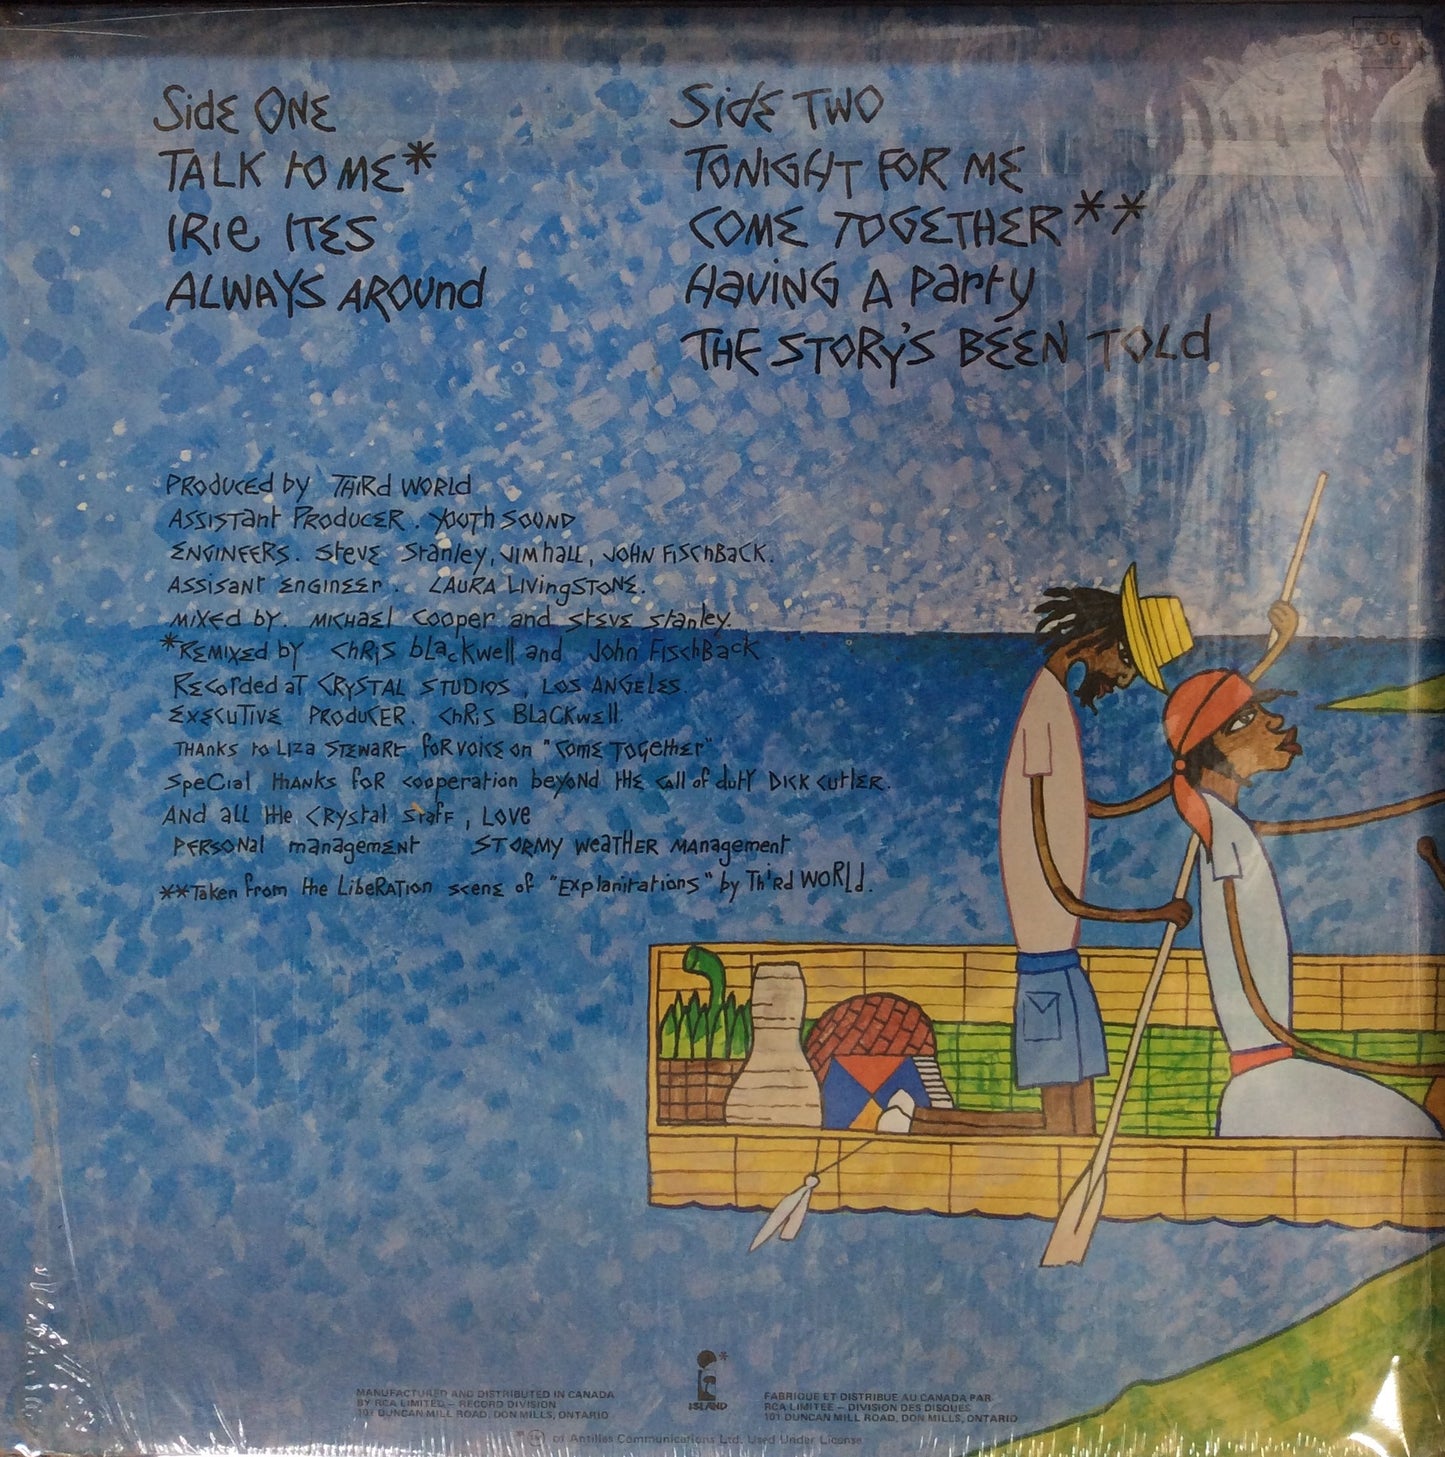 Side One
Talk to Me*
Irie Ites
Always Around
Side Two
Tonight for Me
Come Together**
Having a Party
The Story's Been Told
Produced by Third World
Assistant Producer. Youth Sound
Engineers. Steve Stanley, Jim Hall, John Fischback.
Assisant Engineer. Laura Livingstone.
Mixed by. Michael Cooper and Steve Stanley.
*Remixed by Chris Blackwell and John Fischback
Recorded at Crystal Studios, Los Angeles.
Executive Producer. Chris Blackwell.
Thanks to Liza Stewart for voice on "Come Together"
Special thanks for cooperation beyond the call of duty Dick Cutler.
And all the Crystal Staff, Love
Personal management Stormy Weather Management
**Taken from the Liberation scene of "Explanitations" by Third World.
ISLAND
MANUFACTURED AND DISTRIBUTED IN CANADA
BY RCA LIMITED – RECORD DIVISION
101 DUNCAN MILL ROAD, DON MILLS, ONTARIO
FABRIQUE ET DISTRIBUE AU CANADA PAR
RCA LIMITEE – DIVISION DES DISQUES
101 DUNCAN MILL ROAD, DON MILLS, ONTARIO
of Antilles Communications Ltd. Used Under License